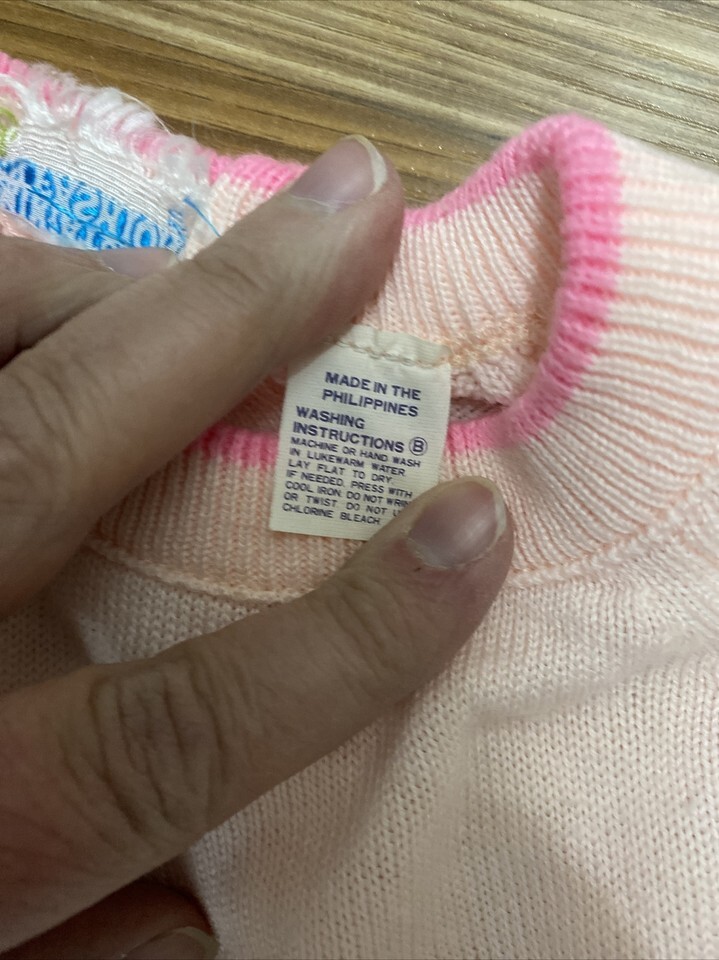 MADE IN THE
PHILIPPINES
WASHING
INSTRUCTIONS Ⓑ
MACHINE OR HAND WASH
IN LUKEWARM WATER
LAY FLAT TO DRY.
IF NEEDED, PRESS WITH
COOL IRON. DO NOT
OR TWIST DO NOT
CHLORINE BLEACH